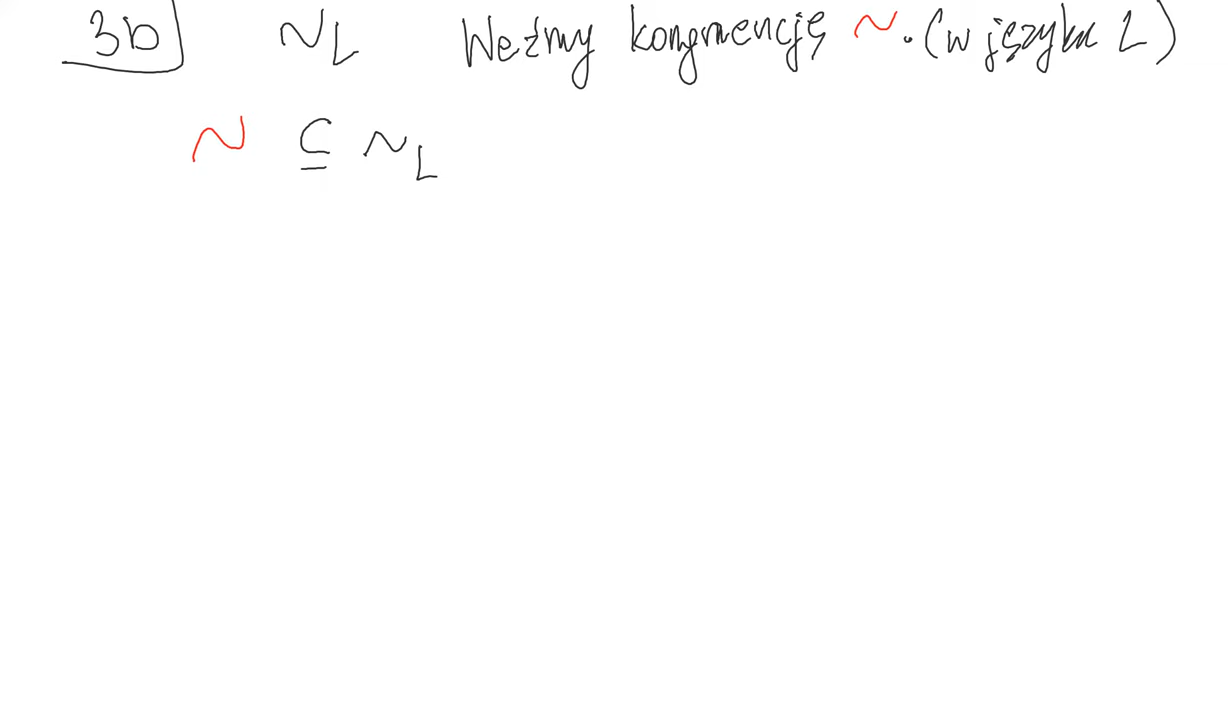 3b ~L Weźmy kongruencję ~. (w języku L)
~ ⊆ ~L